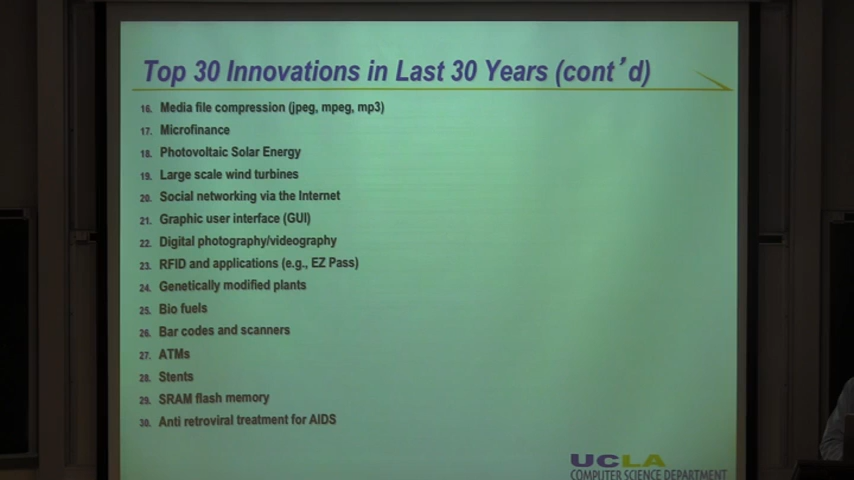 Top 30 Innovations in Last 30 Years (cont'd)
16. Media file compression (jpeg, mpeg, mp3)
17. Microfinance
18. Photovoltaic Solar Energy
19. Large scale wind turbines
20. Social networking via the Internet
21. Graphic user interface (GUI)
22. Digital photography/videography
23. RFID and applications (e.g., EZ Pass)
24. Genetically modified plants
25. Bio fuels
26. Bar codes and scanners
27. ATMs
28. Stents
29. SRAM flash memory
30. Anti retroviral treatment for AIDS
UCLA
COMPUTER SCIENCE DEPARTMENT